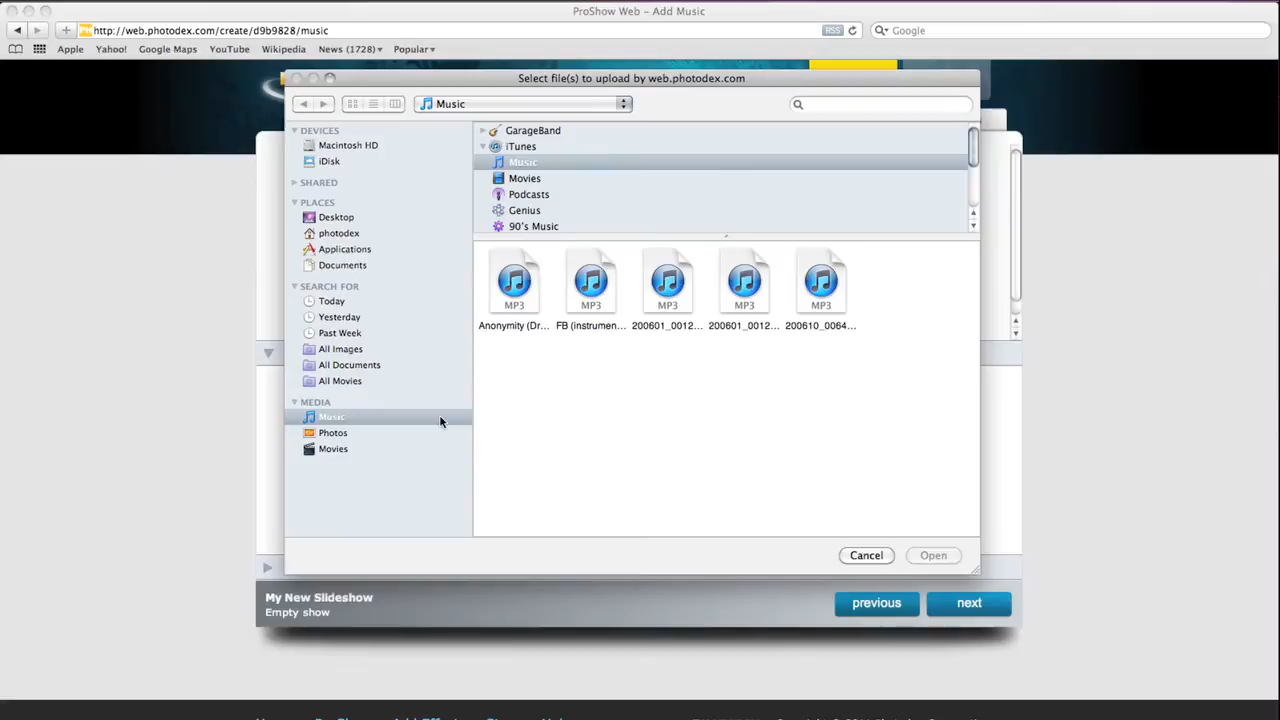 ProShow Web – Add Music
http://web.photodex.com/create/d9b9828/music
RSS
Google
Apple
Yahoo!
Google Maps
YouTube
Wikipedia
News (1728)
Popular
Select file(s) to upload by web.photodex.com
Music
DEVICES
Macintosh HD
iDisk
SHARED
PLACES
Desktop
photodex
Applications
Documents
SEARCH FOR
Today
Yesterday
Past Week
All Images
All Documents
All Movies
MEDIA
Music
Photos
Movies
GarageBand
iTunes
Music
Movies
Podcasts
Genius
90's Music
MP3
MP3
MP3
MP3
MP3
Anonymity (Dr...
FB (instrumen...
200601_0012...
200601_0012...
200610_0064...
Cancel
Open
My New Slideshow
Empty show
previous
next